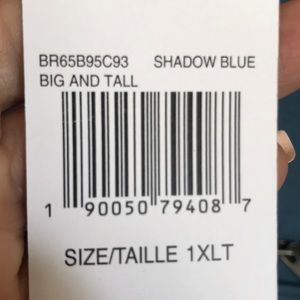 BR65B95C93 SHADOW BLUE
BIG AND TALL
1 90050 79408 7
SIZE/TAILLE 1XLT